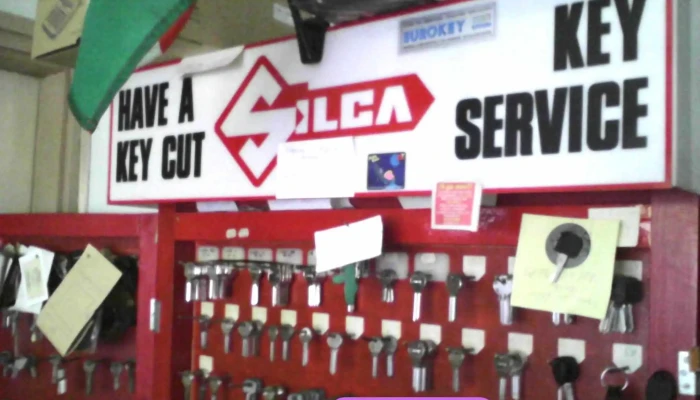 HAVE A
KEY CUT
SILCA
KEY
SERVICE
EUROKEY